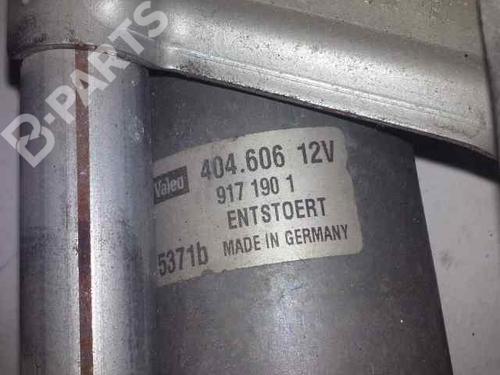 B-PARTS
Valeo 404.606 12V
917 190 1
ENTSTOERT
5371b MADE IN GERMANY